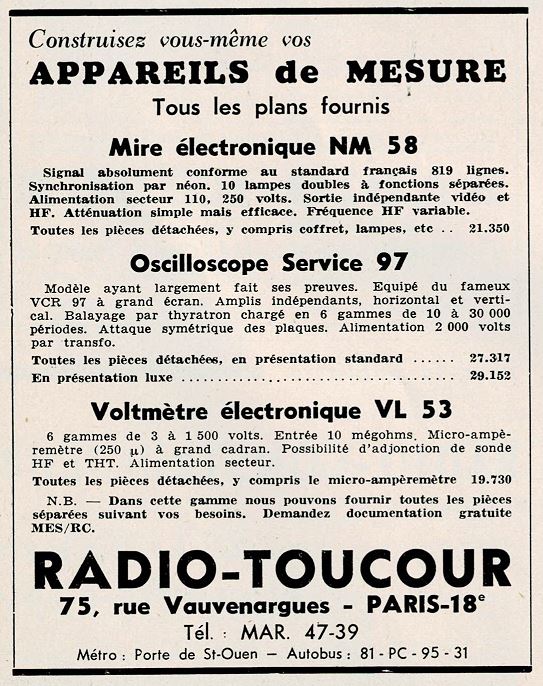 Construisez vous-même vos
APPAREILS de MESURE
Tous les plans fournis
Mire électronique NM 58
Signal absolument conforme au standard français 819 lignes.
Synchronisation par néon. 10 lampes doubles à fonctions séparées.
Alimentation secteur 110, 250 volts. Sortie indépendante vidéo et
HF. Atténuation simple mais efficace. Fréquence HF variable.
Toutes les pièces détachées, y compris coffret, lampes, etc .. 21.350
Oscilloscope Service 97
Modèle ayant largement fait ses preuves. Equipé du fameux
VCR 97 à grand écran. Amplis indépendants, horizontal et verti-
cal. Balayage par thyratron chargé en 6 gammes de 10 à 30 000
périodes. Attaque symétrique des plaques. Alimentation 2 000 volts
par transfo.
Toutes les pièces détachées, en présentation standard ...... 27.317
En présentation luxe .................................... 29.152
Voltmètre électronique VL 53
6 gammes de 3 à 1 500 volts. Entrée 10 mégohms. Micro-ampè-
remètre (250 µ) à grand cadran. Possibilité d'adjonction de sonde
HF et THT. Alimentation secteur.
Toutes les pièces détachées, y compris le micro-ampèremètre 19.730
N.B. — Dans cette gamme nous pouvons fournir toutes les pièces
séparées suivant vos besoins. Demandez documentation gratuite
MES/RC.
RADIO-TOUCOUR
75, rue Vauvenargues - PARIS-18e
Tél. : MAR. 47-39
Métro : Porte de St-Ouen - Autobus : 81 - PC - 95 - 31